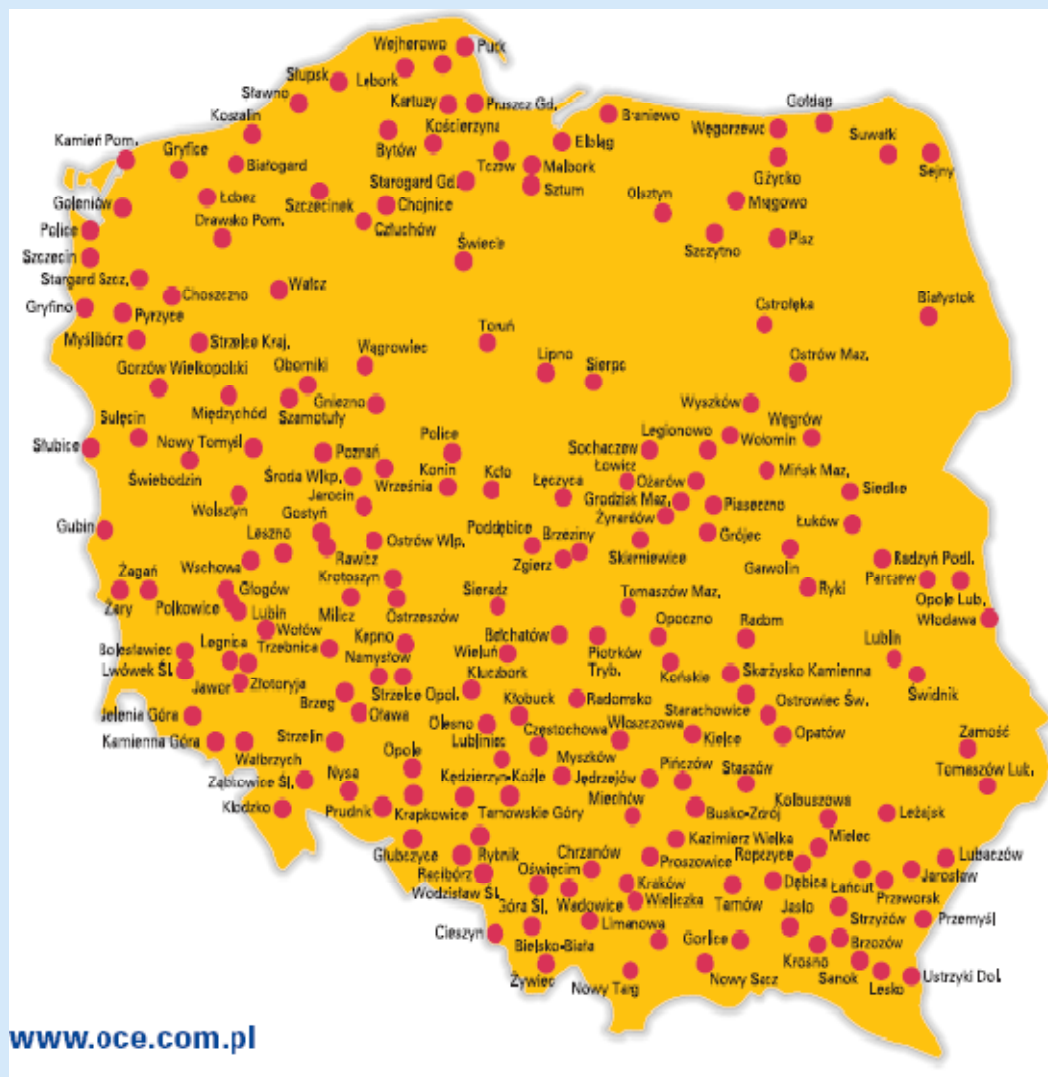 Wejherowo
Puck
Słupsk
Lębork
Sławno
Kartuzy
Pruszcz Gd.
Gołdap
Koszalin
Braniewo
Węgorzewo
Kościerzyna
Suwałki
Kamień Pom.
Gryfice
Bytów
Elbląg
Tczew
Malbork
Białogard
Sejny
Giżycko
Starogard Gd.
Sztum
Olsztyn
Łobez
Szczecinek
Chojnice
Mrągowo
Goleniów
Drawsko Pom.
Człuchów
Police
Świecie
Szczytno
Pisz
Szczecin
Stargard Szcz.
Wałcz
Choszczno
Ostrołęka
Białystok
Gryfino
Pyrzyce
Toruń
Myślibórz
Strzelce Kraj.
Wągrowiec
Lipno
Sierpc
Ostrów Maz.
Gorzów Wielkopolski
Oborniki
Międzychód
Szamotuły
Gniezno
Wyszków
Sulęcin
Węgrów
Police
Legionowo
Słubice
Nowy Tomyśl
Poznań
Sochaczew
Wołomin
Świebodzin
Środa Wlkp.
Konin
Koło
Łowicz
Mińsk Maz.
Września
Łęczyca
Ożarów
Siedlce
Wolsztyn
Jarocin
Grodzisk Maz.
Piaseczno
Gostyń
Żyrardów
Gubin
Leszno
Poddębice
Brzeziny
Łuków
Ostrów Wlp.
Grójec
Rawicz
Zgierz
Skierniewice
Radzyń Podl.
Żagań
Wschowa
Krotoszyn
Garwolin
Parczew
Głogów
Sieradz
Tomaszów Maz.
Ryki
Żary
Polkowice
Lubin
Milicz
Ostrzeszów
Opole Lub.
Włodawa
Wołów
Opoczno
Radom
Legnica
Trzebnica
Kępno
Bełchatów
Lublin
Bolesławiec
Namysłów
Wieluń
Piotrków
Tryb.
Lwówek Śl.
Kluczbork
Końskie
Skarżysko Kamienna
Świdnik
Jawor
Złotoryja
Strzelce Opol.
Brzeg
Kłobuck
Radomsko
Ostrowiec Św.
Oława
Starachowice
Jelenia Góra
Olesno
Częstochowa
Włoszczowa
Kamienna Góra
Strzelin
Kielce
Opatów
Zamość
Wałbrzych
Opole
Lubliniec
Myszków
Pińczów
Tomaszów Lub.
Ząbkowice Śl.
Nysa
Kędzierzyn-Koźle
Jędrzejów
Staszów
Kłodzko
Prudnik
Krapkowice
Tarnowskie Góry
Miechów
Busko-Zdrój
Kolbuszowa
Leżajsk
Kazimierz Wielka
Mielec
Głubczyce
Rybnik
Chrzanów
Proszowice
Ropczyce
Lubaczów
Racibórz
Oświęcim
Kraków
Dębica
Łańcut
Jarosław
Wodzisław Śl.
Wieliczka
Przeworsk
Góra Śl.
Wadowice
Tarnów
Jasło
Strzyżów
Przemyśl
Cieszyn
Limanowa
Bielsko-Biała
Gorlice
Brzozów
Krosno
Żywiec
Nowy Targ
Nowy Sącz
Sanok
Lesko
Ustrzyki Dol.
www.oce.com.pl